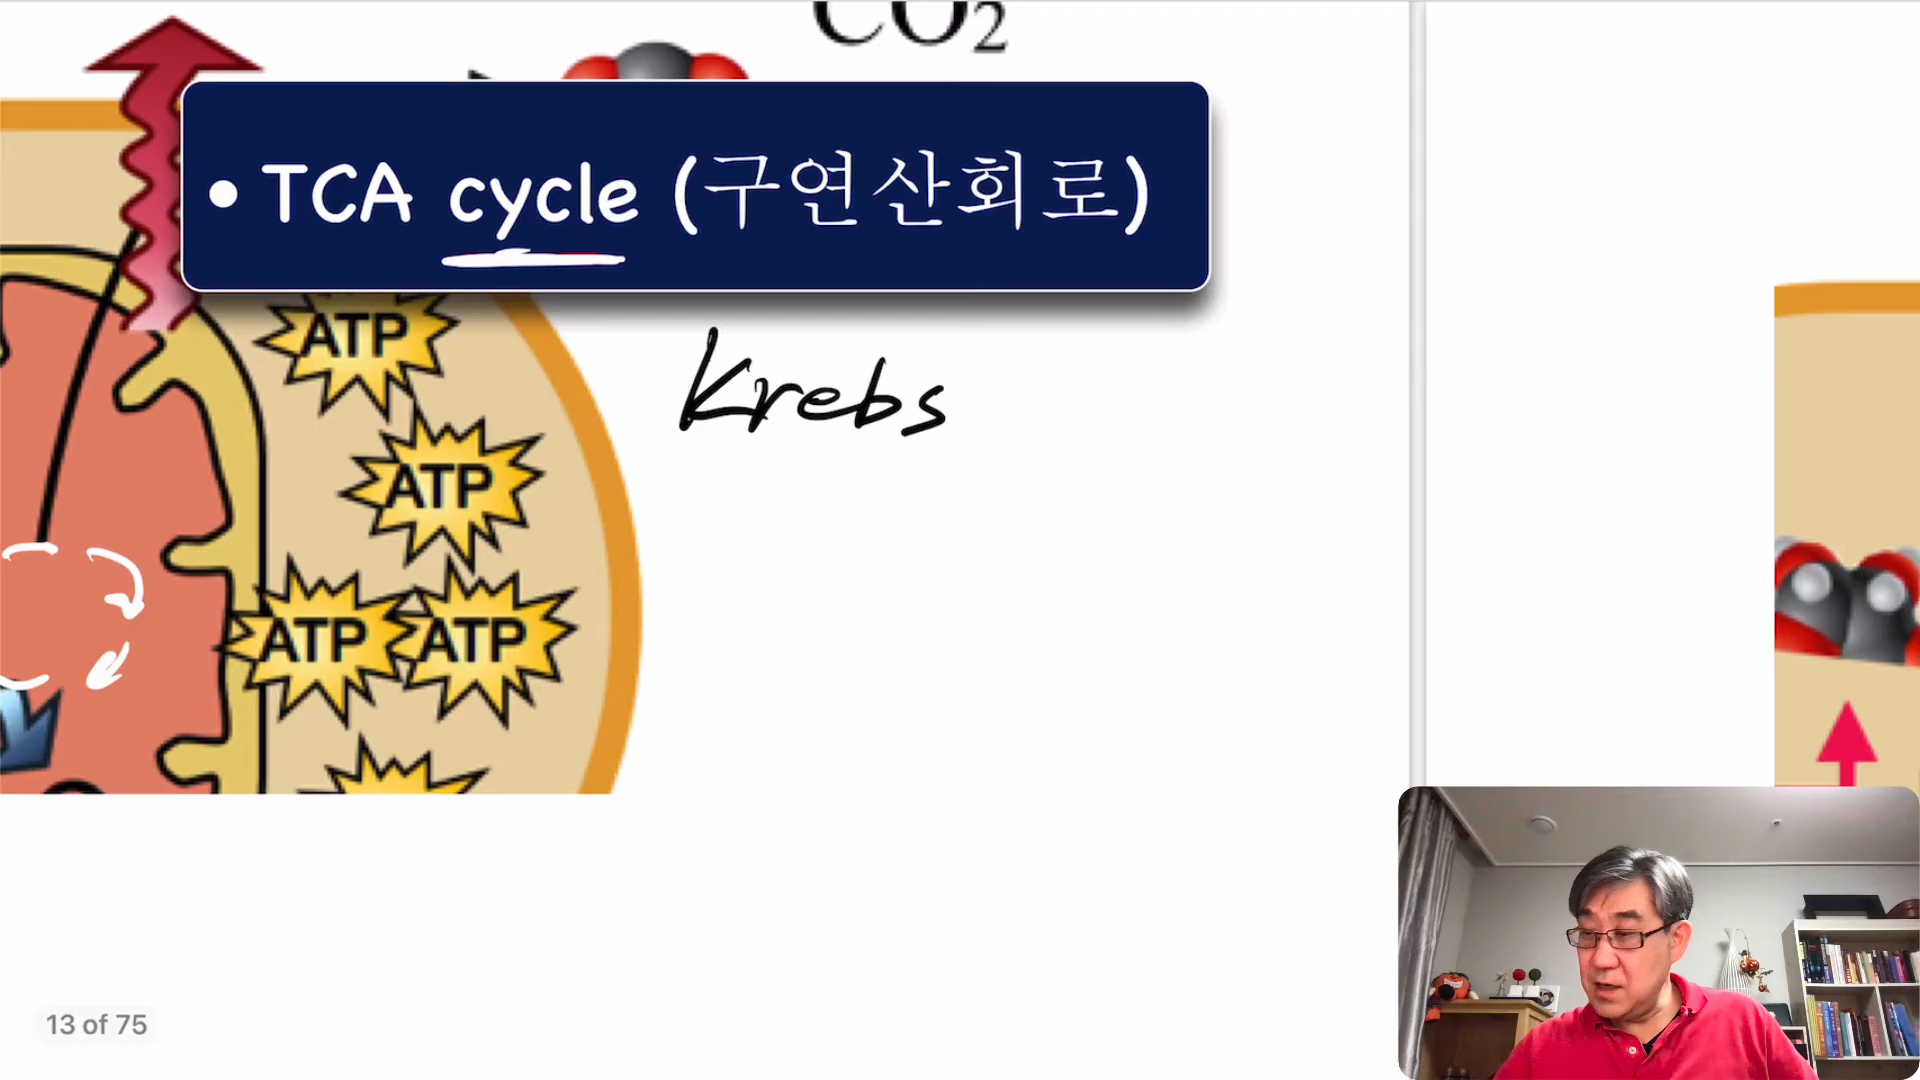 CO₂
• TCA cycle (구연산회로)
Krebs
ATP
ATP
ATP ATP
13 of 75